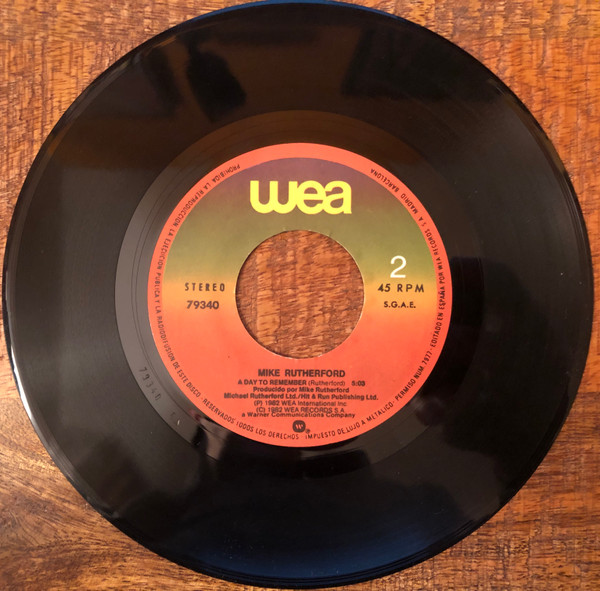 wea
STEREO
79340
2
45 RPM
S.G.A.E.
MIKE RUTHERFORD
A DAY TO REMEMBER (Rutherford) 5:03
Producido por Mike Rutherford
Michael Rutherford Ltd./Hit & Run Publishing Ltd.
(P) 1982 WEA International Inc
(C) 1982 WEA RECORDS S.A
a Warner Communications Company
w ®
PROHIBIDA LA REPRODUCCION, LA EJECUCION PUBLICA Y LA RADIODIFUSION DE ESTE DISCO · RESERVADOS TODOS LOS DERECHOS · IMPUESTO DE LUJO A METALICO · PERMISO NUM. 7977 · EDITADO EN ESPAÑA POR WEA RECORDS S.A. MADRID BARCELONA
79340